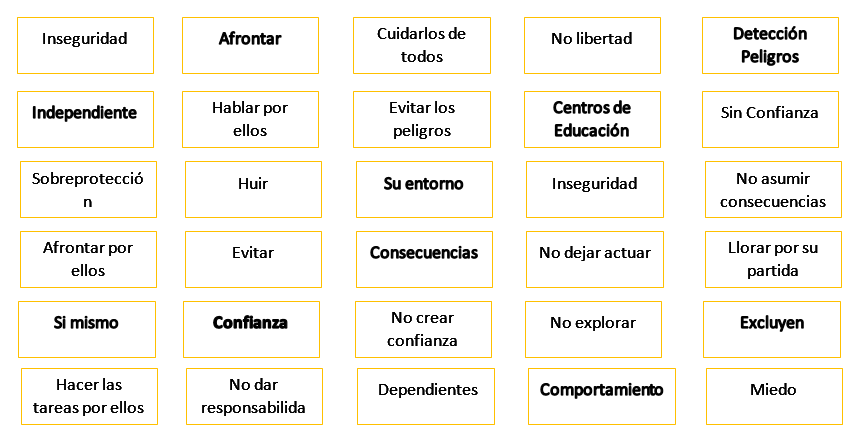 Inseguridad
Afrontar
Cuidarlos de
todos
No libertad
Detección
Peligros
Independiente
Hablar por
ellos
Evitar los
peligros
Centros de
Educación
Sin Confianza
Sobreprotecció
n
Huir
Su entorno
Inseguridad
No asumir
consecuencias
Afrontar por
ellos
Evitar
Consecuencias
No dejar actuar
Llorar por su
partida
Si mismo
Confianza
No crear
confianza
No explorar
Excluyen
Hacer las
tareas por ellos
No dar
responsabilida
Dependientes
Comportamiento
Miedo